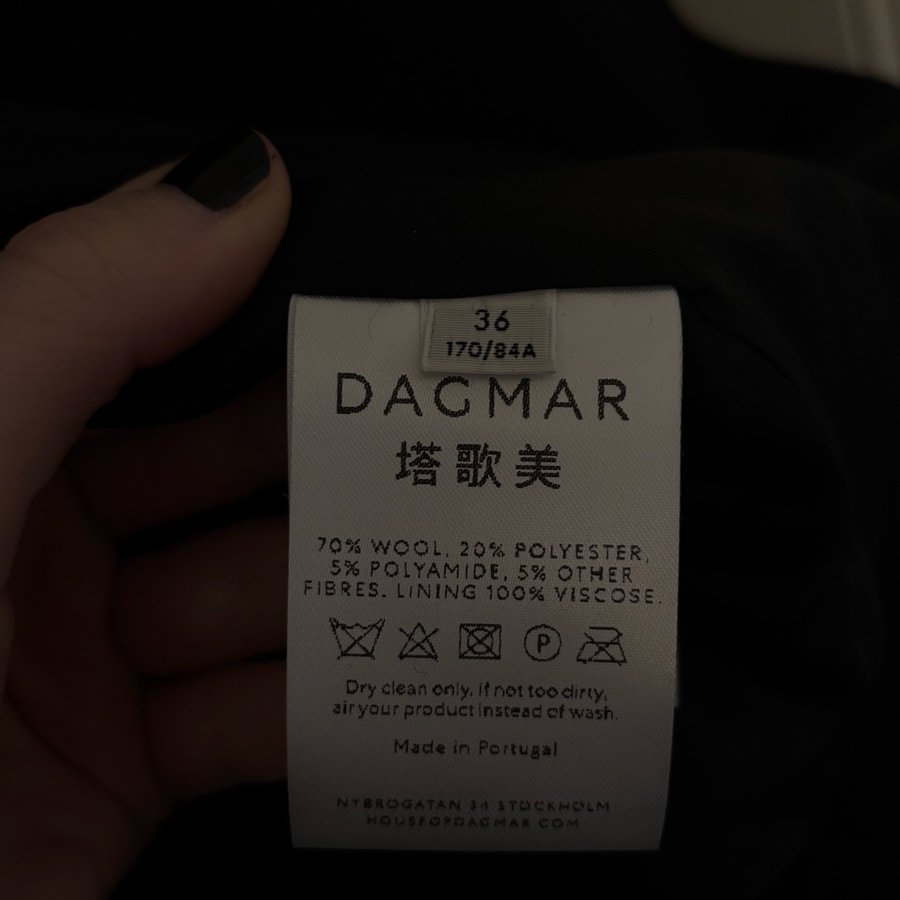 36
170/84A
DAGMAR
塔歌美
70% WOOL, 20% POLYESTER,
5% POLYAMIDE, 5% OTHER
FIBRES. LINING 100% VISCOSE.
P
Dry clean only, if not too dirty,
air your product instead of wash.
Made in Portugal
NYBROGATAN 34 STOCKHOLM
HOUSEOFDAGMAR.COM